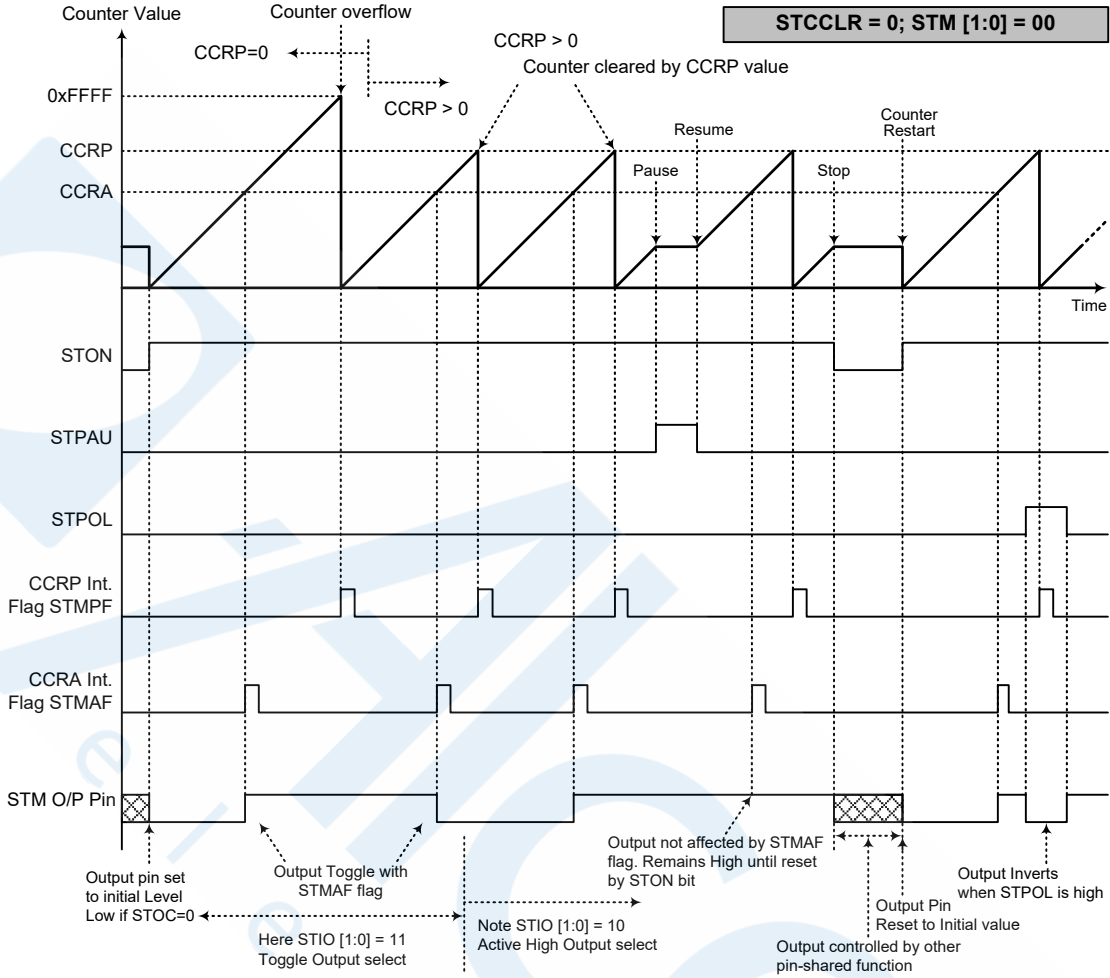 Counter Value
Counter overflow
STCCLR = 0; STM [1:0] = 00
CCRP=0
CCRP > 0
CCRP > 0
Counter cleared by CCRP value
0xFFFF
CCRP
CCRA
Pause
Resume
Stop
Counter
Restart
Time
STON
STPAU
STPOL
CCRP Int.
Flag STMPF
CCRA Int.
Flag STMAF
STM O/P Pin
Output pin set
to initial Level
Low if STOC=0
Output Toggle with
STMAF flag
Here STIO [1:0] = 11
Toggle Output select
Note STIO [1:0] = 10
Active High Output select
Output not affected by STMAF
flag. Remains High until reset
by STON bit
Output Pin
Reset to Initial value
Output controlled by other
pin-shared function
Output Inverts
when STPOL is high